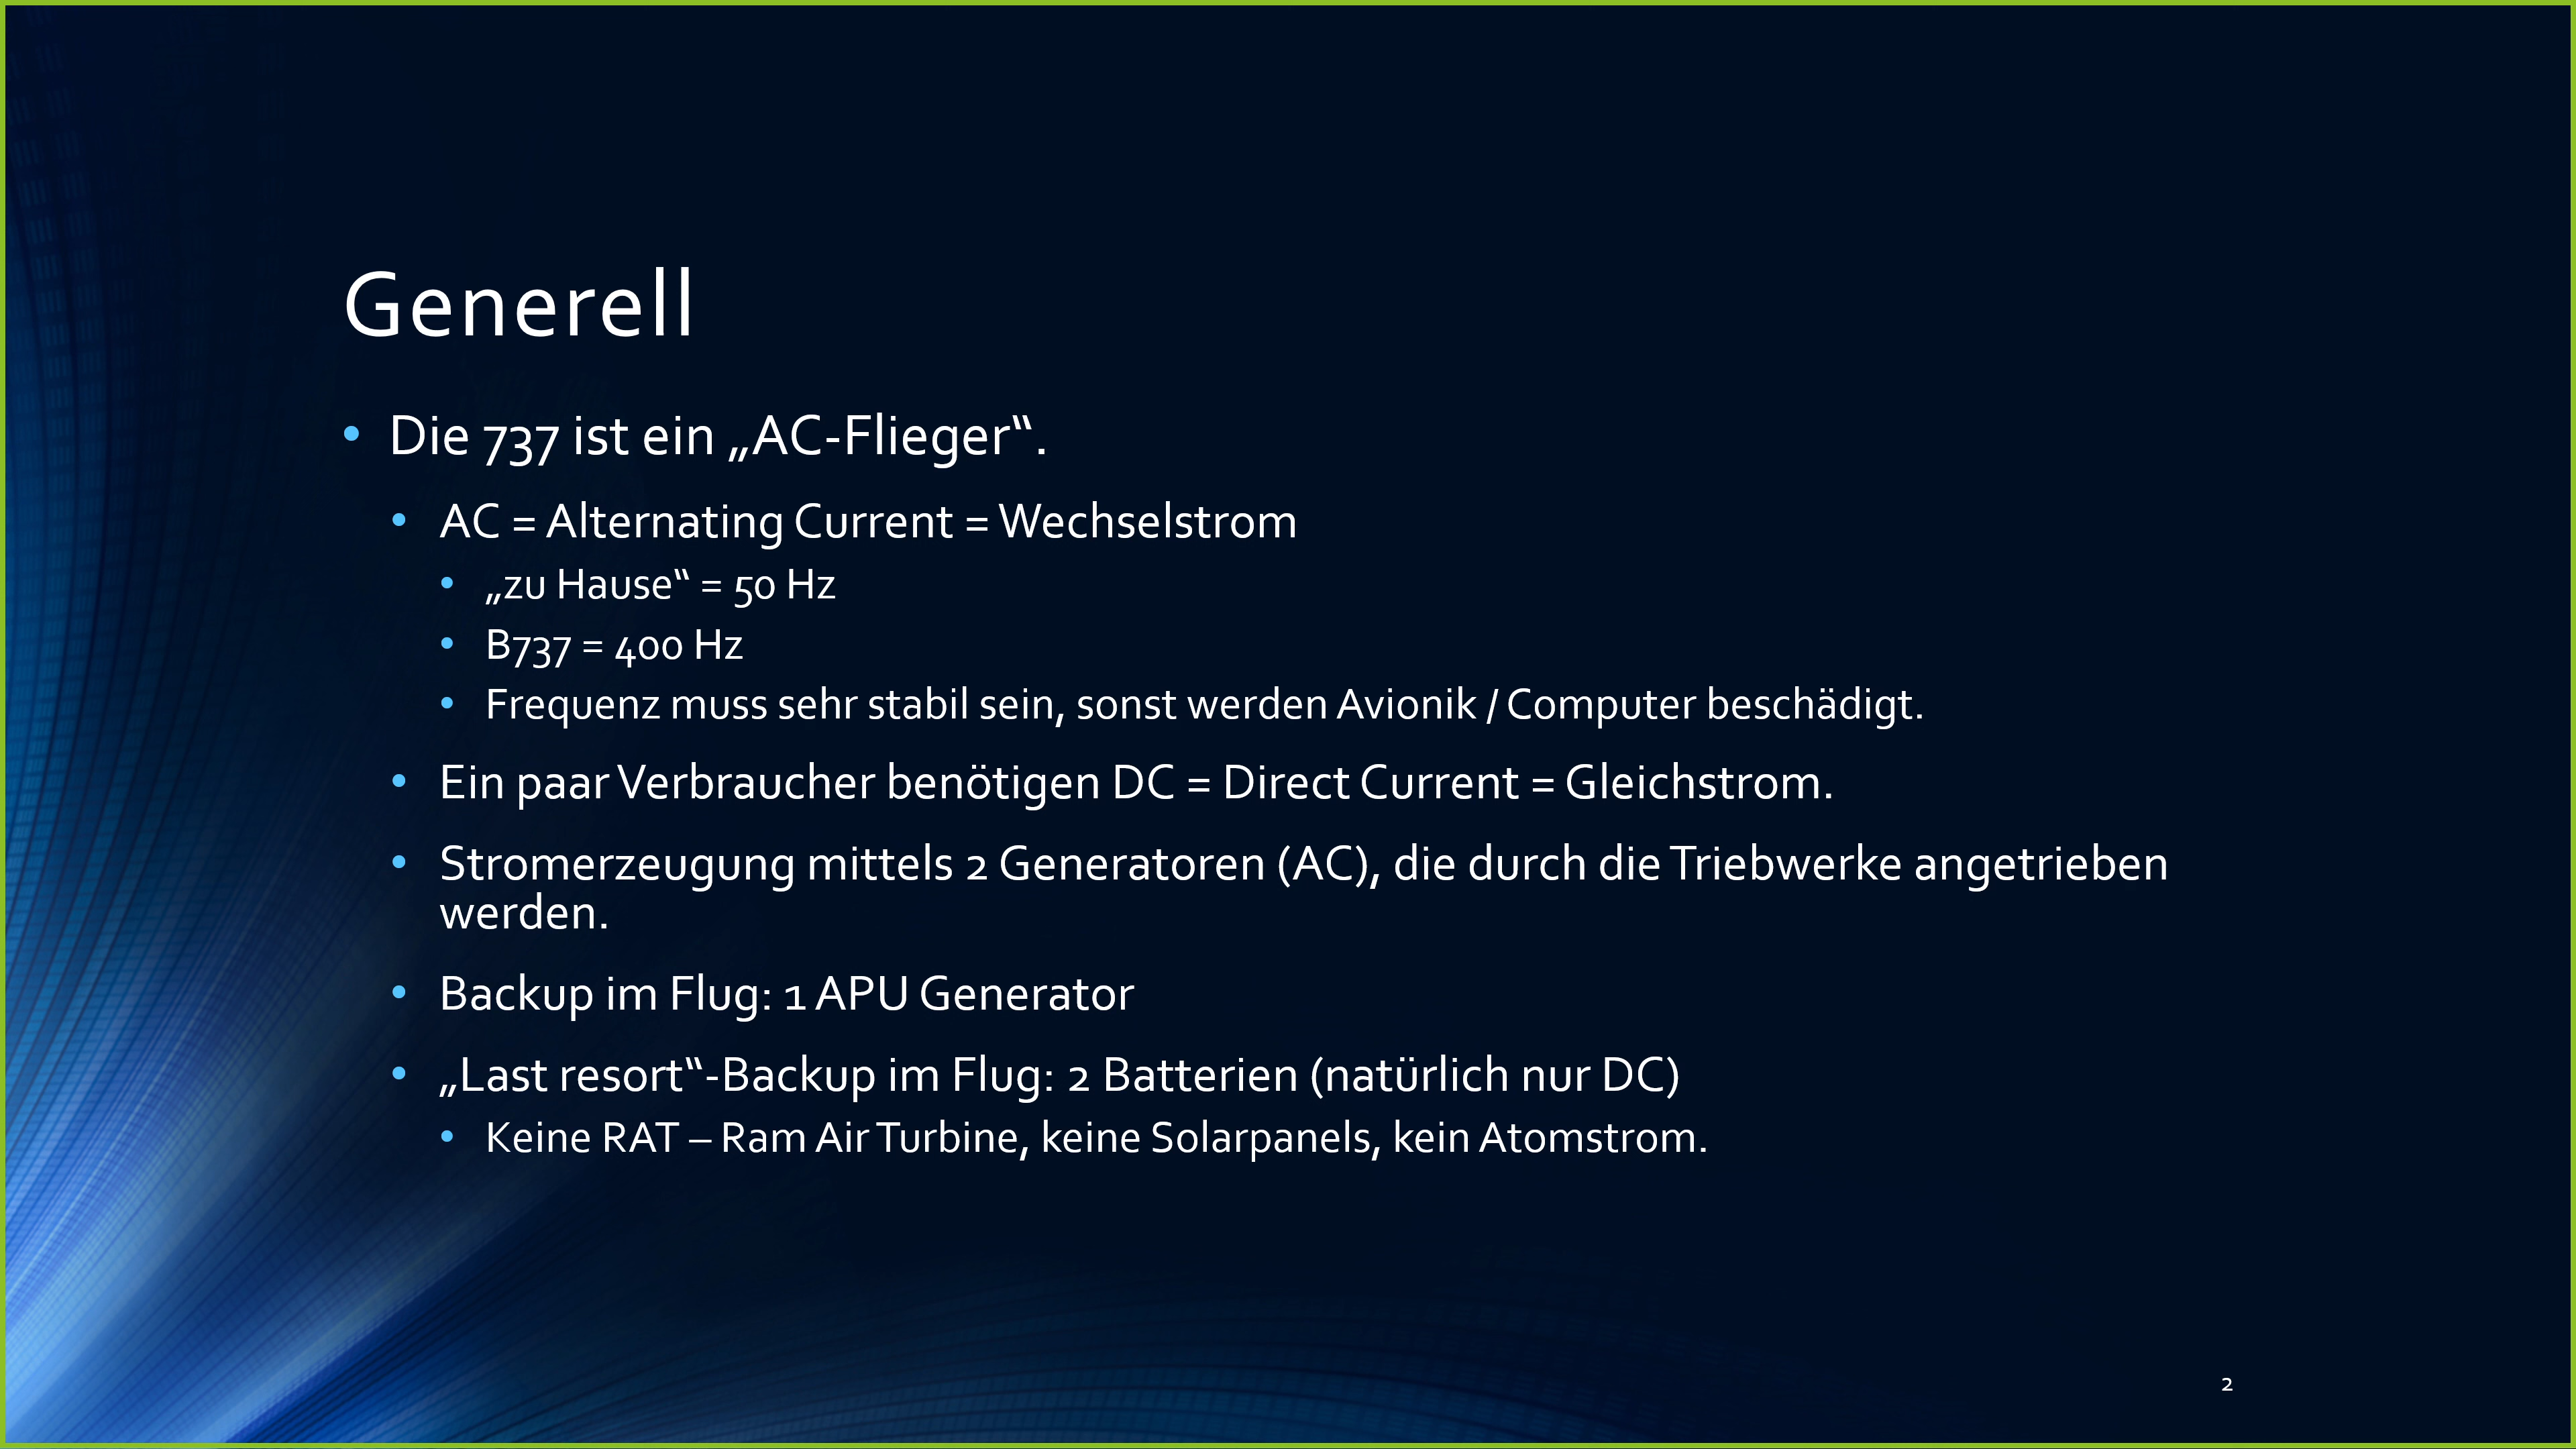 Generell
• Die 737 ist ein „AC-Flieger“.
• AC = Alternating Current = Wechselstrom
• „zu Hause“ = 50 Hz
• B737 = 400 Hz
• Frequenz muss sehr stabil sein, sonst werden Avionik / Computer beschädigt.
• Ein paar Verbraucher benötigen DC = Direct Current = Gleichstrom.
• Stromerzeugung mittels 2 Generatoren (AC), die durch die Triebwerke angetrieben
werden.
• Backup im Flug: 1 APU Generator
• „Last resort“-Backup im Flug: 2 Batterien (natürlich nur DC)
• Keine RAT – Ram Air Turbine, keine Solarpanels, kein Atomstrom.
2